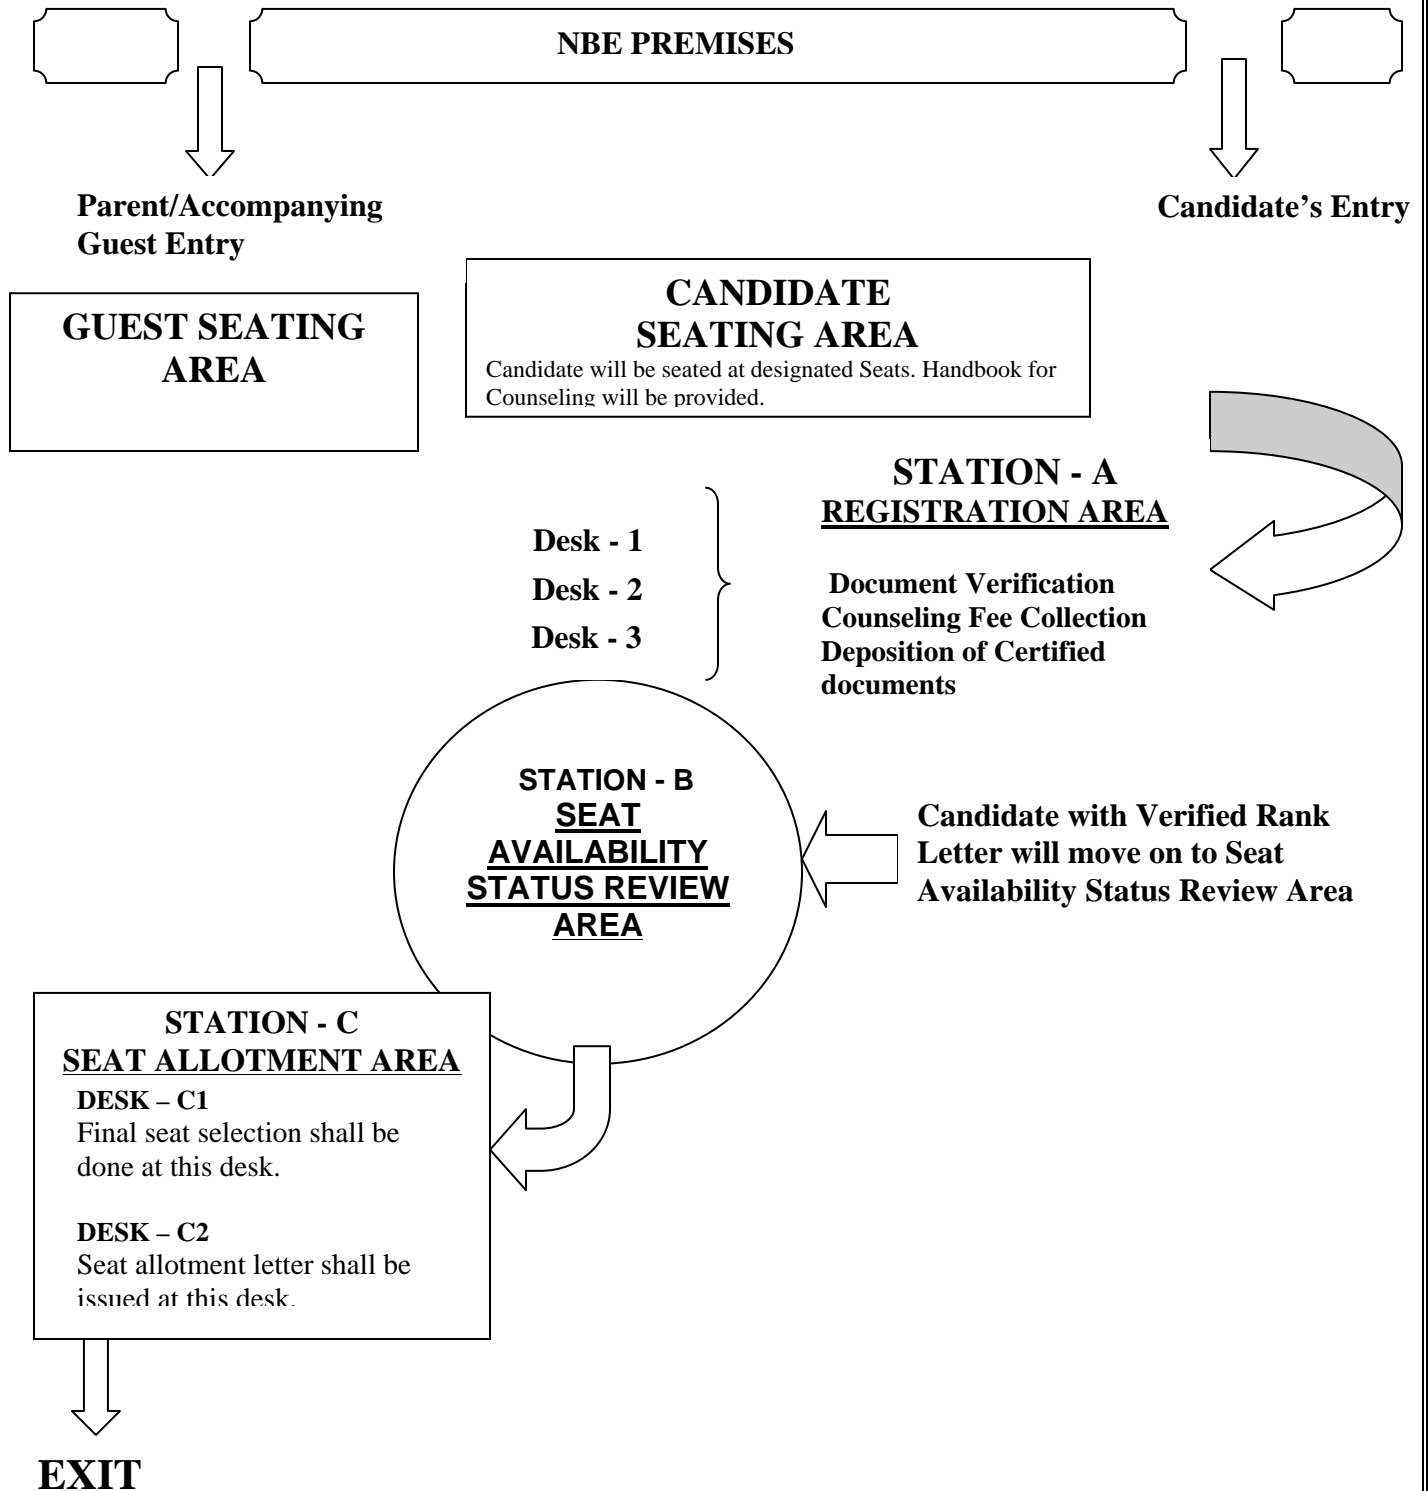 NBE PREMISES
Parent/Accompanying
Guest Entry
Candidate’s Entry
GUEST SEATING
AREA
CANDIDATE
SEATING AREA
Candidate will be seated at designated Seats. Handbook for
Counseling will be provided.
STATION - A
REGISTRATION AREA
Desk - 1
Desk - 2
Desk - 3
Document Verification
Counseling Fee Collection
Deposition of Certified
documents
STATION - B
SEAT
AVAILABILITY
STATUS REVIEW
AREA
Candidate with Verified Rank
Letter will move on to Seat
Availability Status Review Area
STATION - C
SEAT ALLOTMENT AREA
DESK – C1
Final seat selection shall be
done at this desk.
DESK – C2
Seat allotment letter shall be
issued at this desk.
EXIT